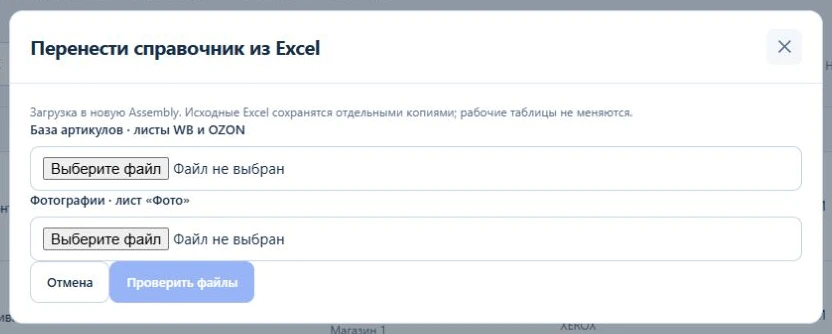 Перенести справочник из Excel
Загрузка в новую Assembly. Исходные Excel сохранятся отдельными копиями; рабочие таблицы не меняются.
База артикулов · листы WB и OZON
Выберите файл Файл не выбран
Фотографии · лист «Фото»
Выберите файл Файл не выбран
Отмена Проверить файлы
Магазин 1 XEROX